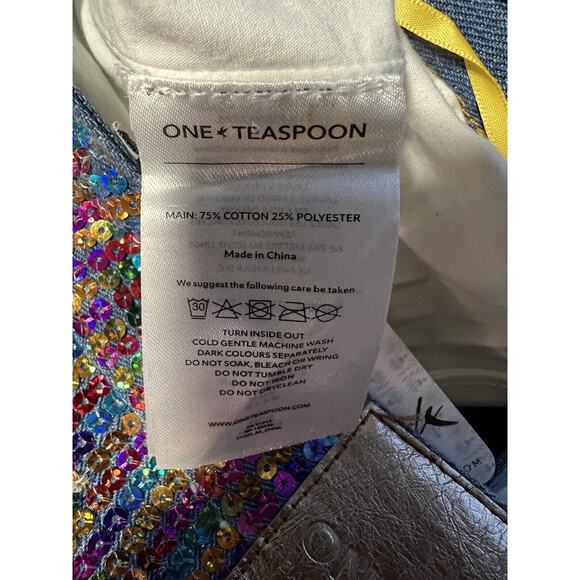 ONE TEASPOON
MAIN: 75% COTTON 25% POLYESTER
Made in China
We suggest the following care be taken...
30
TURN INSIDE OUT
COLD GENTLE MACHINE WASH
DARK COLOURS SEPARATELY
DO NOT SOAK, BLEACH OR WRING
DO NOT TUMBLE DRY
DO NOT IRON
DO NOT DRYCLEAN
WWW.ONETEASPOON.COM
ON